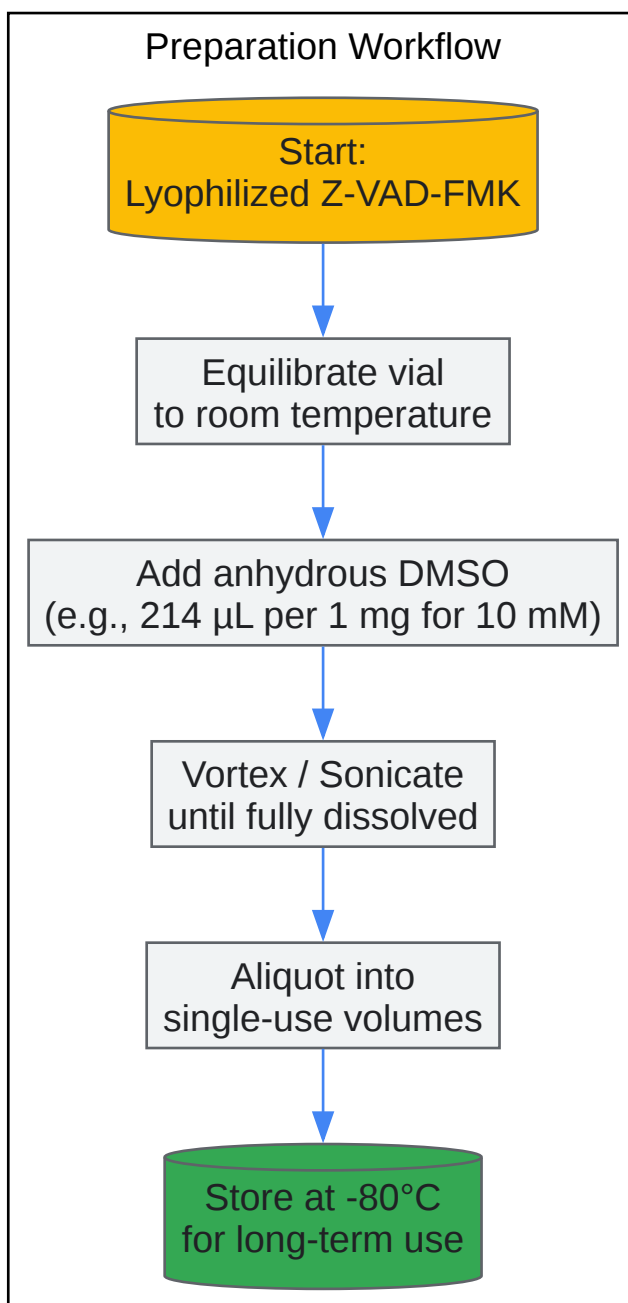 Preparation Workflow
Start:
Lyophilized Z-VAD-FMK
Equilibrate vial
to room temperature
Add anhydrous DMSO
(e.g., 214 µL per 1 mg for 10 mM)
Vortex / Sonicate
until fully dissolved
Aliquot into
single-use volumes
Store at -80°C
for long-term use